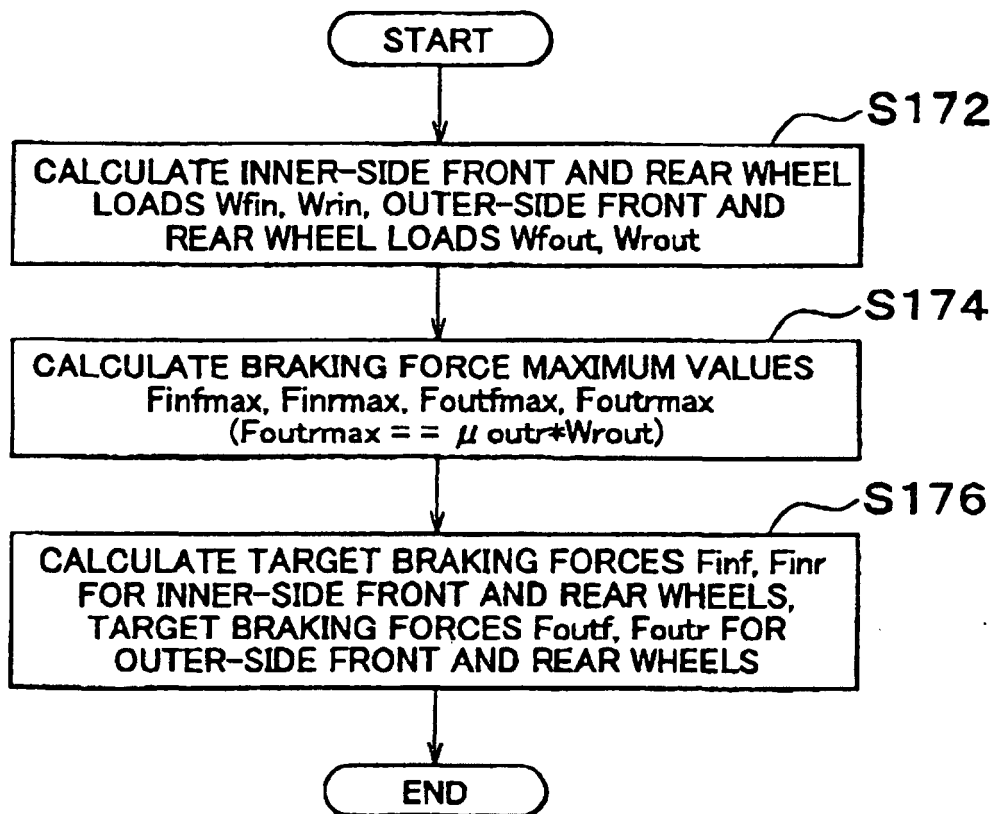 START
S172
CALCULATE INNER-SIDE FRONT AND REAR WHEEL
LOADS Wfin, Wrin, OUTER-SIDE FRONT AND
REAR WHEEL LOADS Wfout, Wrout
S174
CALCULATE BRAKING FORCE MAXIMUM VALUES
Finfmax, Finrmax, Foutfmax, Foutrmax
(Foutrmax = = μ outr*Wrout)
S176
CALCULATE TARGET BRAKING FORCES Finf, Finr
FOR INNER-SIDE FRONT AND REAR WHEELS,
TARGET BRAKING FORCES Foutf, Foutr FOR
OUTER-SIDE FRONT AND REAR WHEELS
END